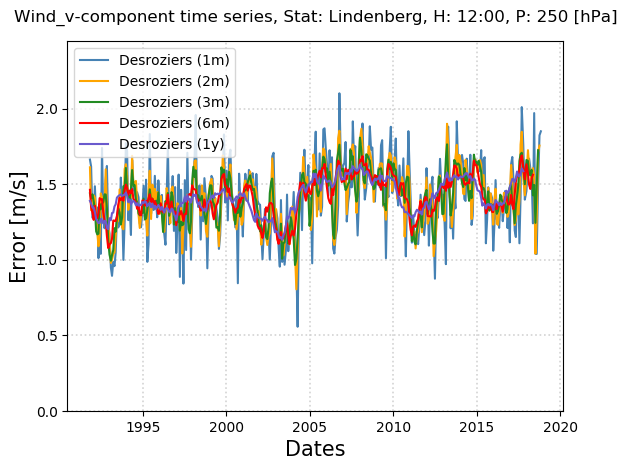 Wind_v-component time series, Stat: Lindenberg, H: 12:00, P: 250 [hPa]
Desroziers (1m)
Desroziers (2m)
Desroziers (3m)
Desroziers (6m)
Desroziers (1y)
Error [m/s]
2.0
1.5
1.0
0.5
0.0
1995 2000 2005 2010 2015 2020
Dates